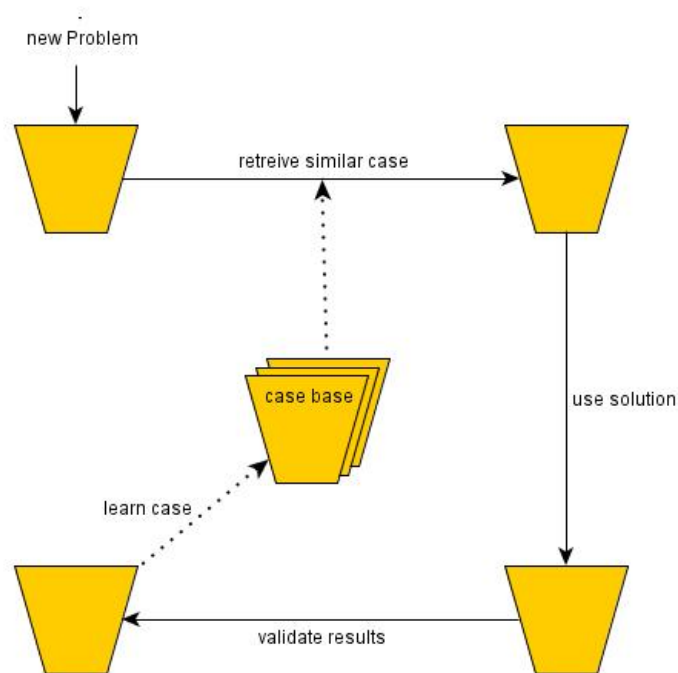 new Problem
retreive similar case
case base
use solution
learn case
validate results